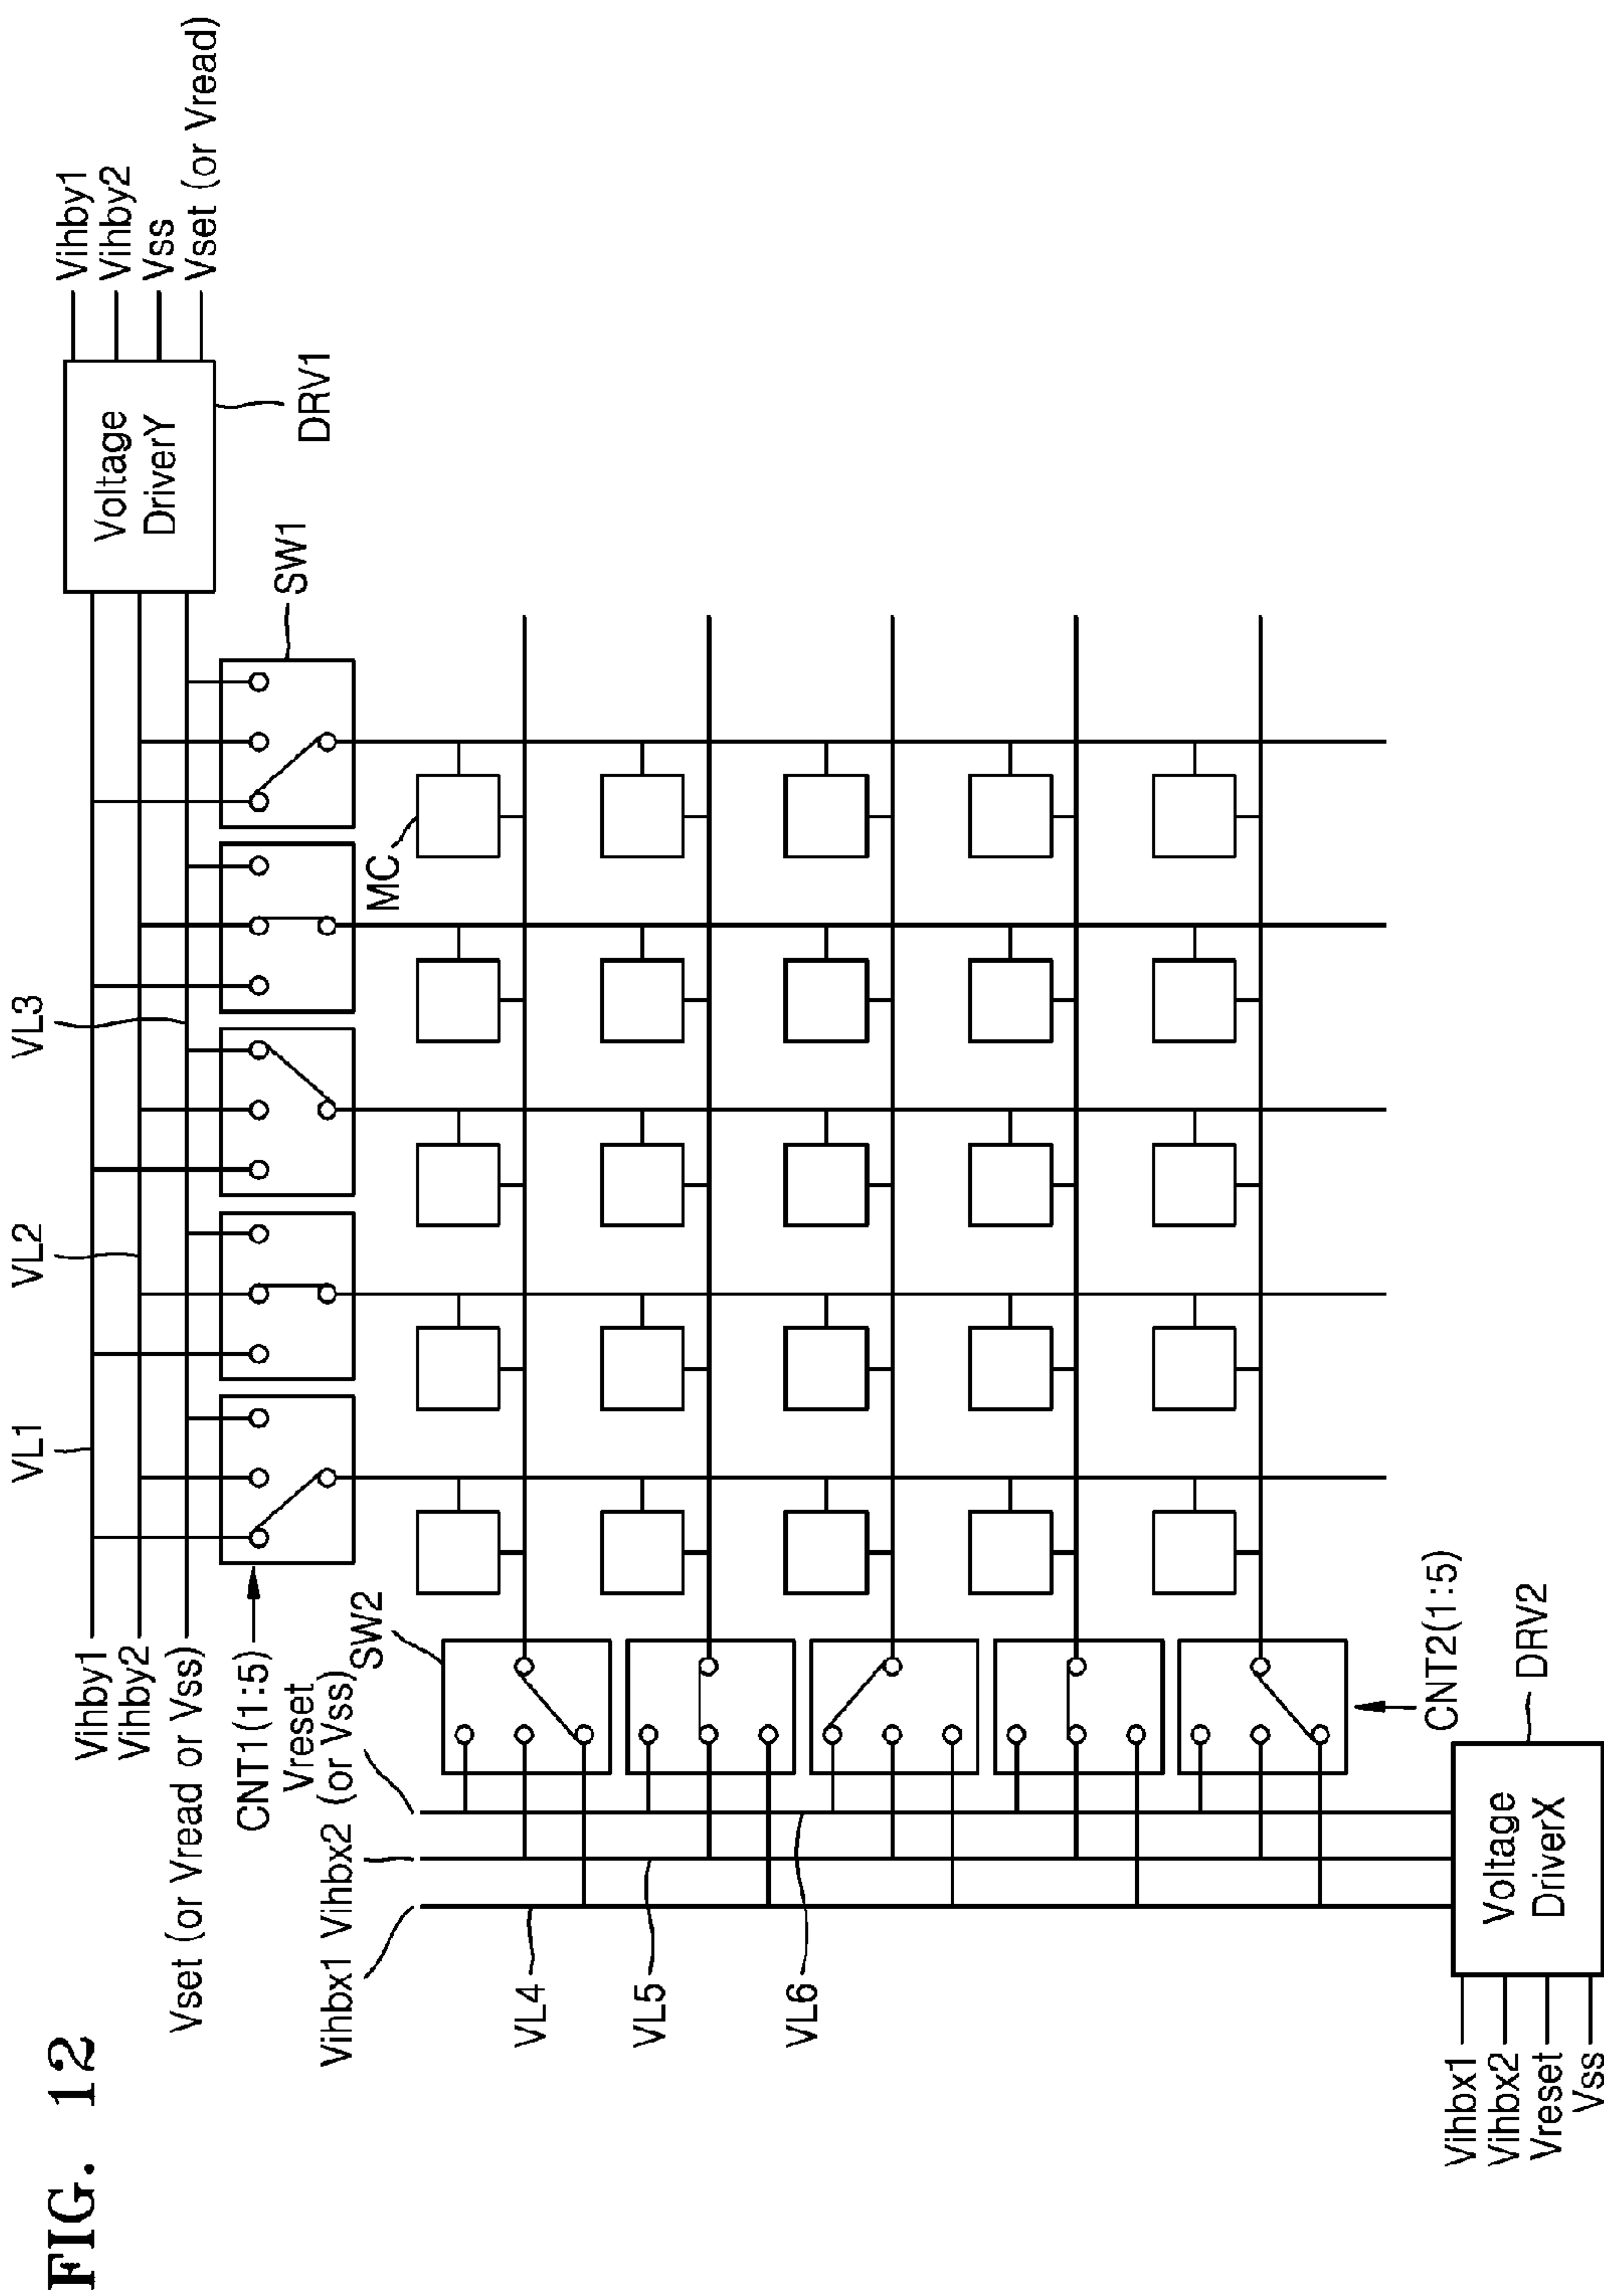 FIG. 12
VL1
VL2
VL3
Vihby1
Vihby2
Vset (or Vread or Vss)
CNT1(1:5)
Vihby1
Vihby2
Vss
Vset (or Vread)
Voltage
DriverY
DRV1
SW1
MC
SW2
Vreset
(or Vss)
Vihbx1 Vihbx2
VL4
VL5
VL6
CNT2(1:5)
DRV2
Voltage
DriverX
Vihbx1
Vihbx2
Vreset
Vss